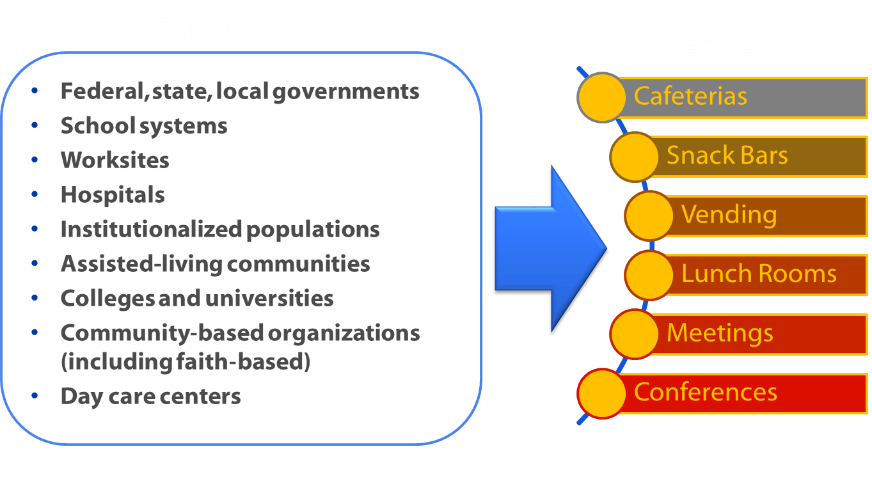 • Federal, state, local governments
• School systems
• Worksites
• Hospitals
• Institutionalized populations
• Assisted-living communities
• Colleges and universities
• Community-based organizations
(including faith-based)
• Day care centers
Cafeterias
Snack Bars
Vending
Lunch Rooms
Meetings
Conferences